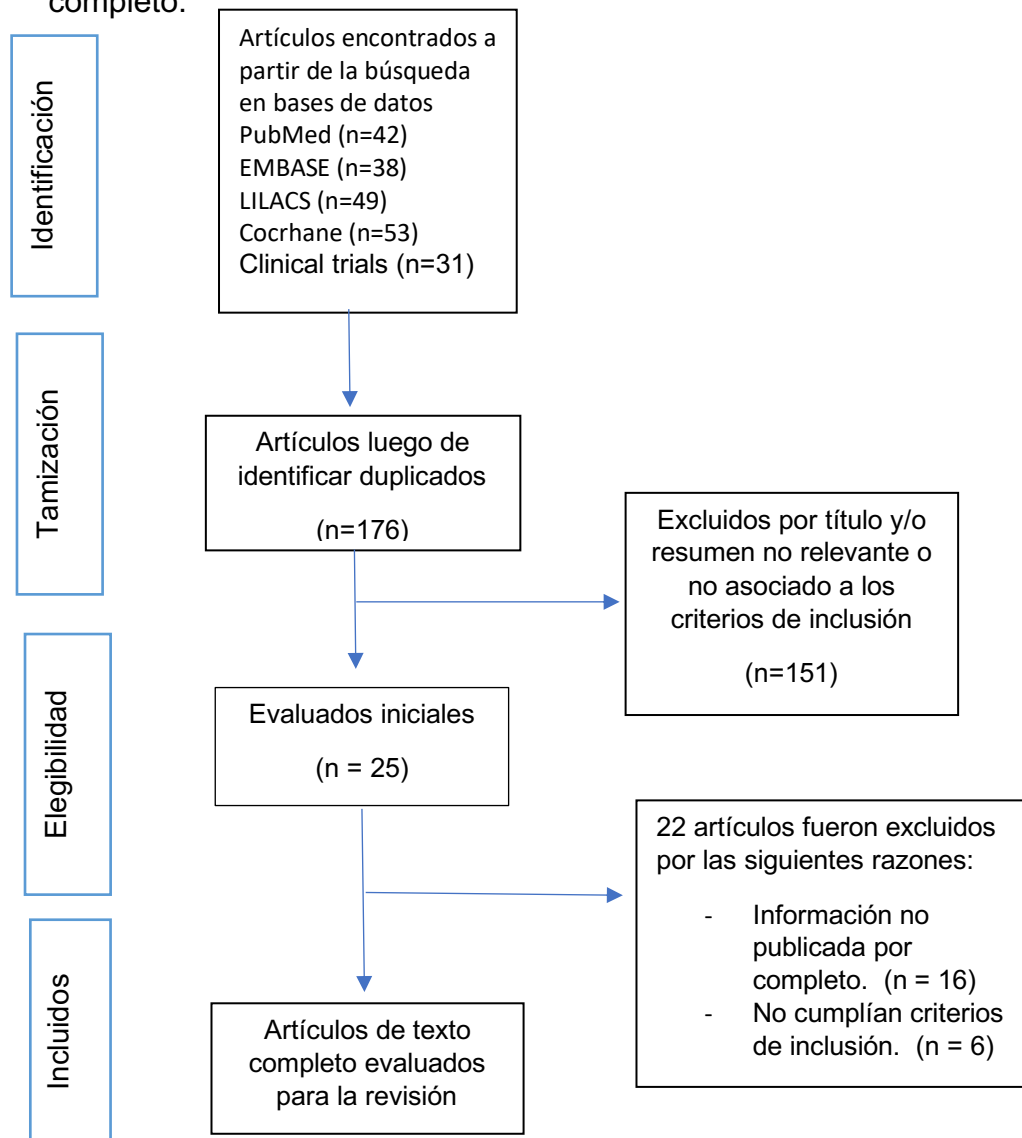 completo.
Identificación
Artículos encontrados a
partir de la búsqueda
en bases de datos
PubMed (n=42)
EMBASE (n=38)
LILACS (n=49)
Cocrhane (n=53)
Clinical trials (n=31)
Tamización
Artículos luego de
identificar duplicados
(n=176)
Excluidos por título y/o
resumen no relevante o
no asociado a los
criterios de inclusión
(n=151)
Elegibilidad
Evaluados iniciales
(n = 25)
22 artículos fueron excluidos
por las siguientes razones:
- Información no
publicada por
completo. (n = 16)
- No cumplían criterios
de inclusión. (n = 6)
Incluidos
Artículos de texto
completo evaluados
para la revisión